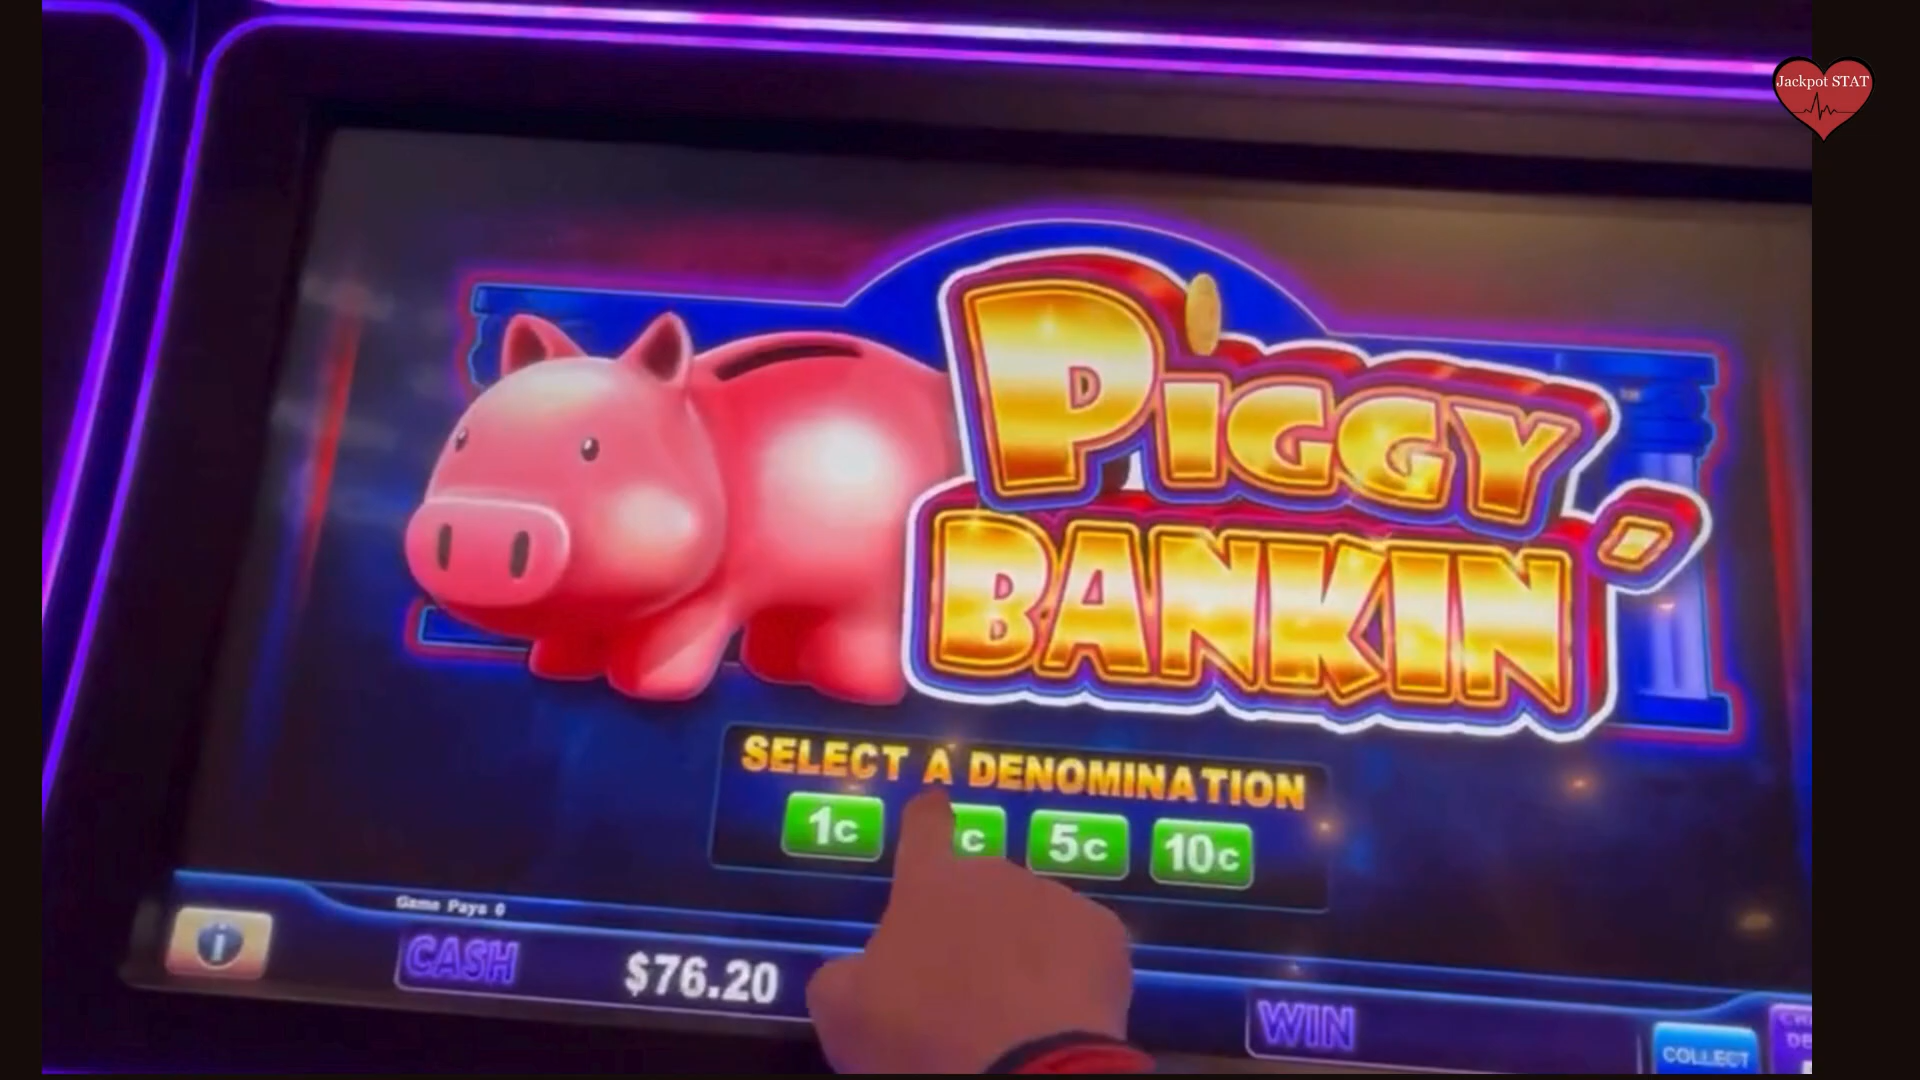 Jackpot STAT
PIGGY
BANKIN'
SELECT A DENOMINATION
1c c 5c 10c
Game Pays 0
CASH $76.20 WIN
COLLECT